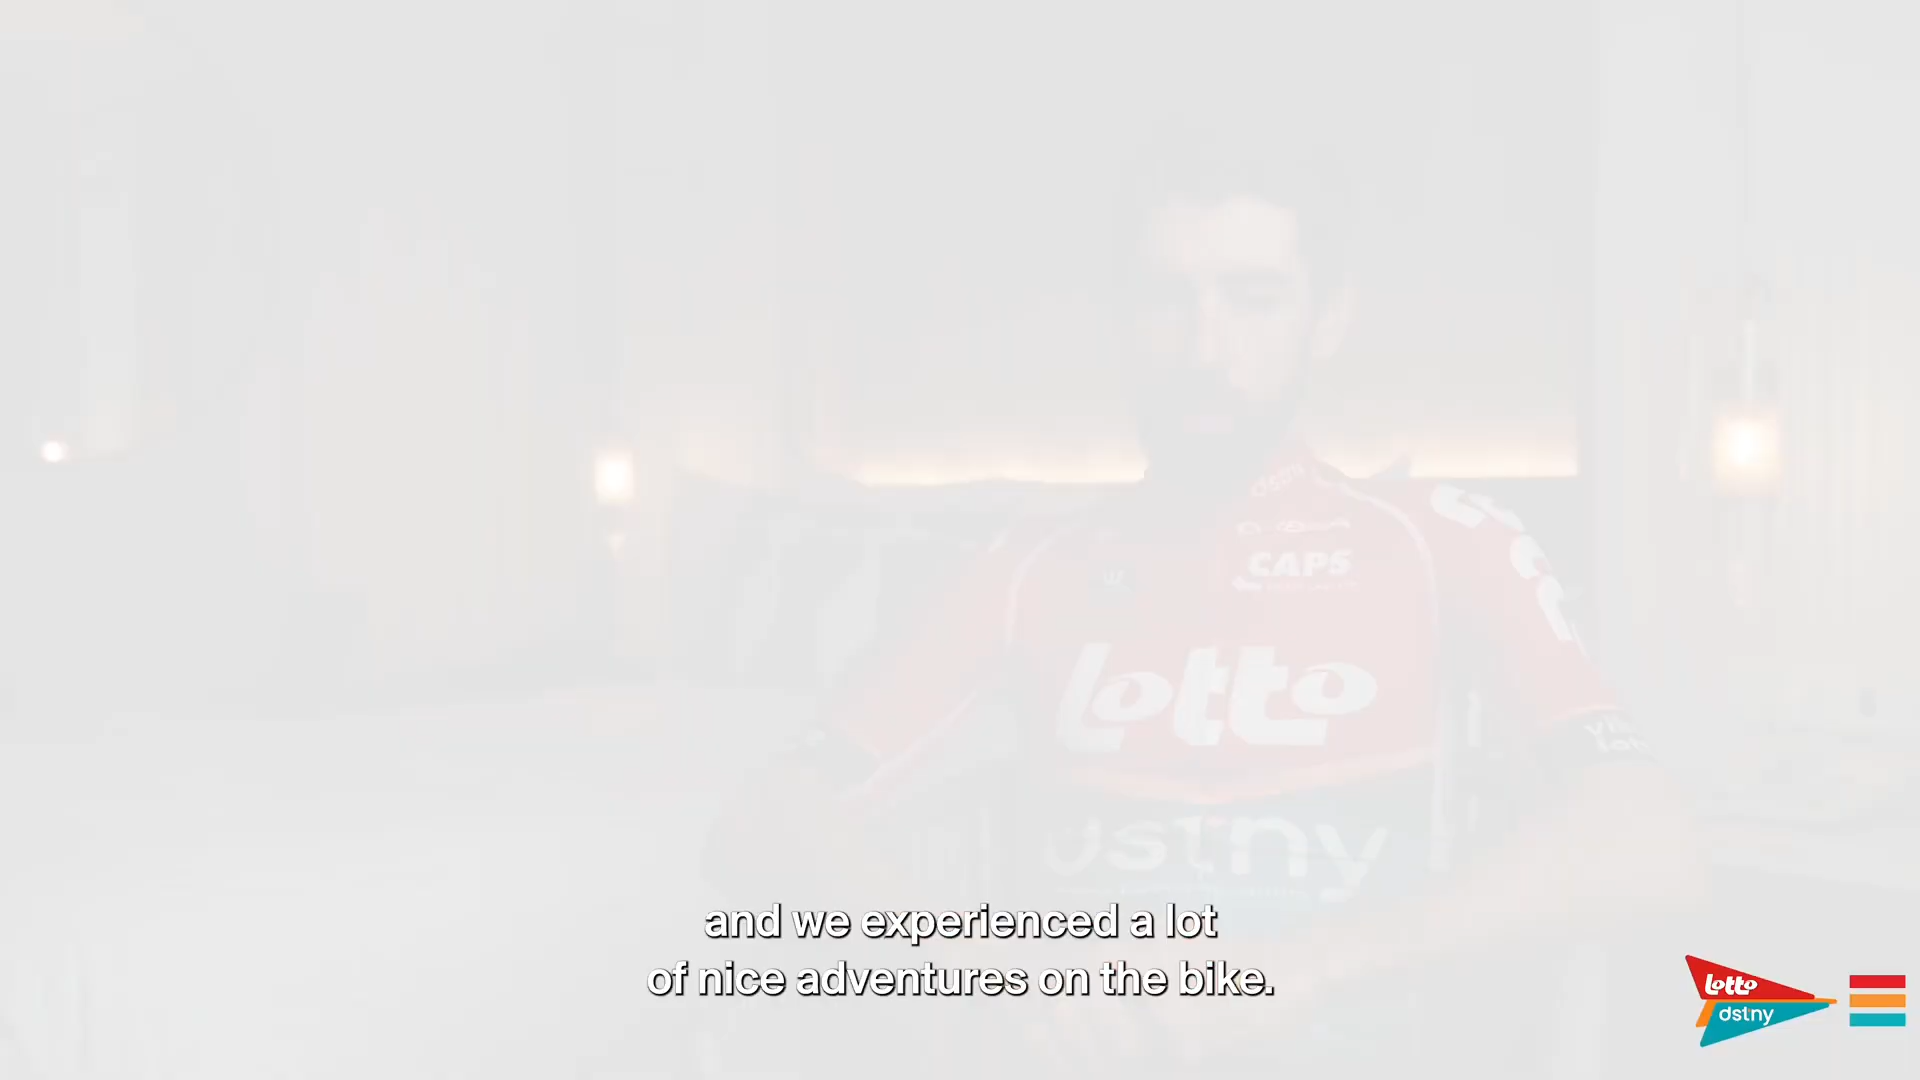 CAPS
lotto
dstny
and we experienced a lot
of nice adventures on the bike.
lotto
dstny